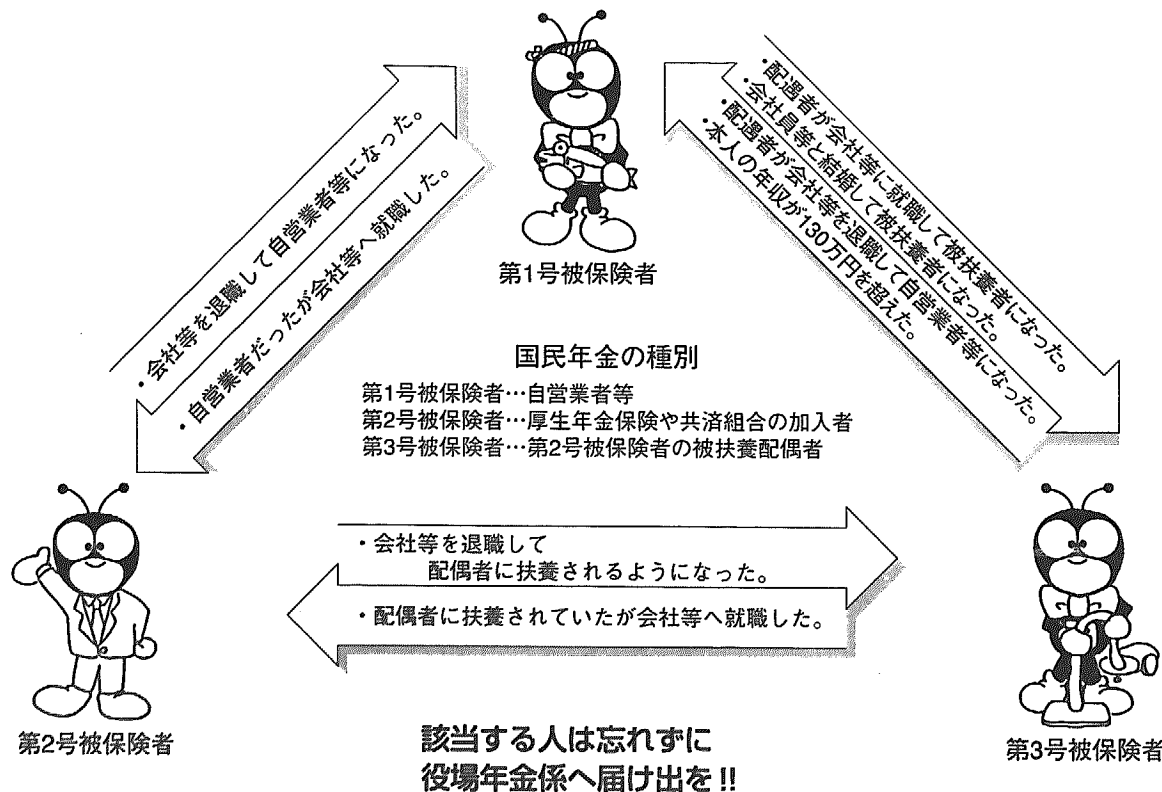 第1号被保険者
・会社等を退職して自営業者等になった。
・自営業者だったが会社等へ就職した。
・配遇者が会社等に就職して被扶養者になった。
・会社員等と結婚して被扶養者になった。
・配遇者が会社等を退職して自営業者等になった。
・本人の年収が130万円を超えた。
国民年金の種別
第1号被保険者…自営業者等
第2号被保険者…厚生年金保険や共済組合の加入者
第3号被保険者…第2号被保険者の被扶養配偶者
・会社等を退職して
配偶者に扶養されるようになった。
・配偶者に扶養されていたが会社等へ就職した。
第2号被保険者
第3号被保険者
該当する人は忘れずに
役場年金係へ届け出を!!